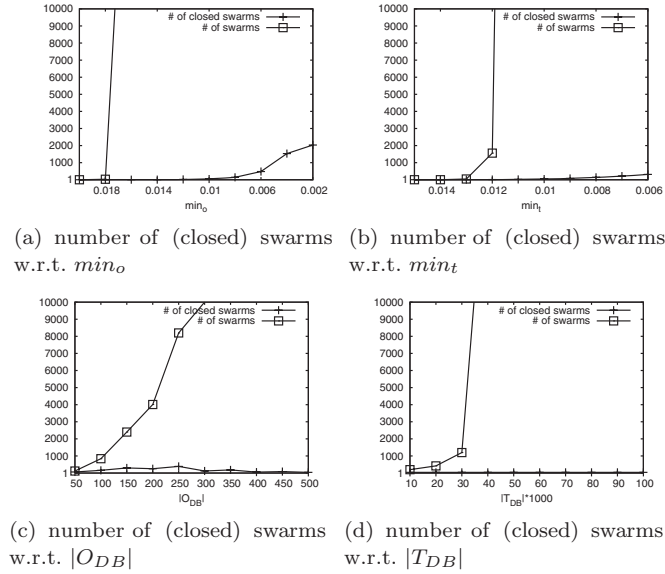 # of closed swarms
# of swarms
10000
9000
8000
7000
6000
5000
4000
3000
2000
1000
1
0.018 0.014 0.01 0.006 0.002
min_o
(a) number of (closed) swarms
w.r.t. min_o
# of closed swarms
# of swarms
10000
9000
8000
7000
6000
5000
4000
3000
2000
1000
1
0.014 0.012 0.01 0.008 0.006
min_t
(b) number of (closed) swarms
w.r.t. min_t
# of closed swarms
# of swarms
10000
9000
8000
7000
6000
5000
4000
3000
2000
1000
1
50 100 150 200 250 300 350 400 450 500
|O_DB|
(c) number of (closed) swarms
w.r.t. |O_DB|
# of closed swarms
# of swarms
10000
9000
8000
7000
6000
5000
4000
3000
2000
1000
1
10 20 30 40 50 60 70 80 90 100
|T_DB|*1000
(d) number of (closed) swarms
w.r.t. |T_DB|